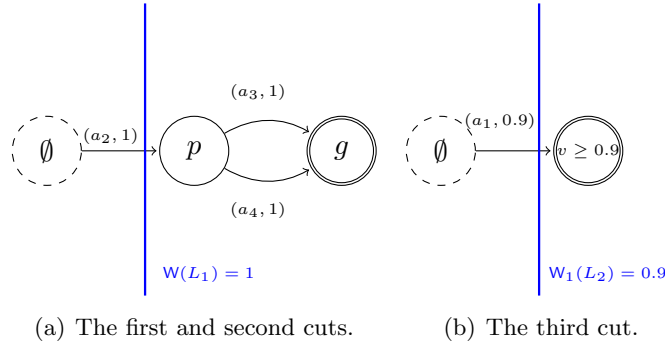 (a₃, 1)
(a₂, 1)
(a₁, 0.9)
∅
p
g
∅
v ≥ 0.9
(a₄, 1)
W(L₁) = 1
W₁(L₂) = 0.9
(a) The first and second cuts.
(b) The third cut.